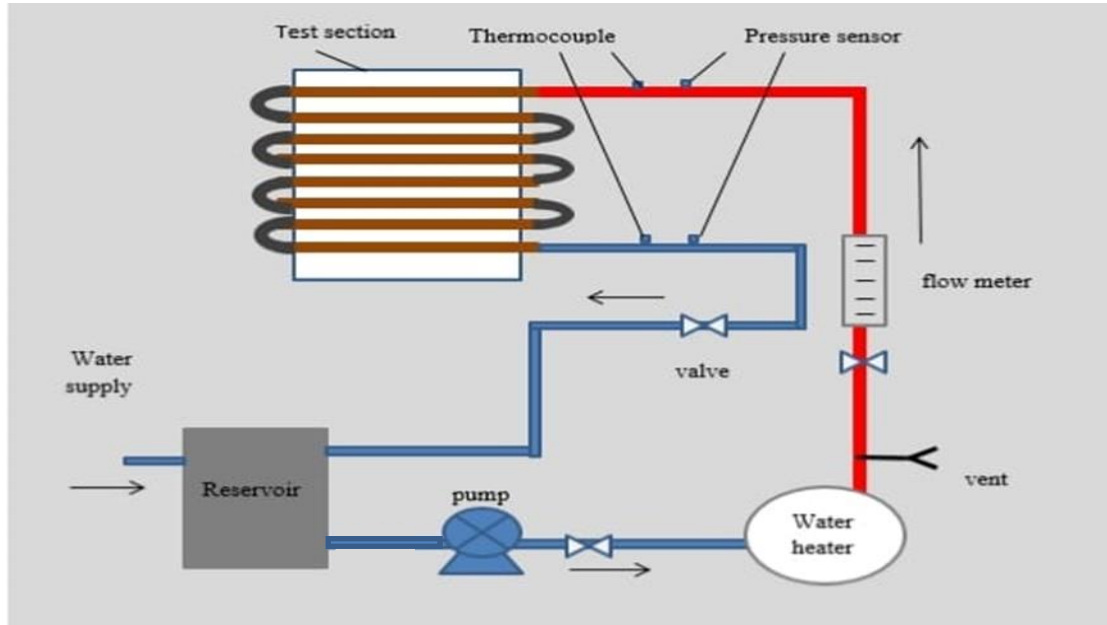 Test section
Thermocouple
Pressure sensor
flow meter
valve
Water
supply
Reservoir
pump
vent
Water
heater